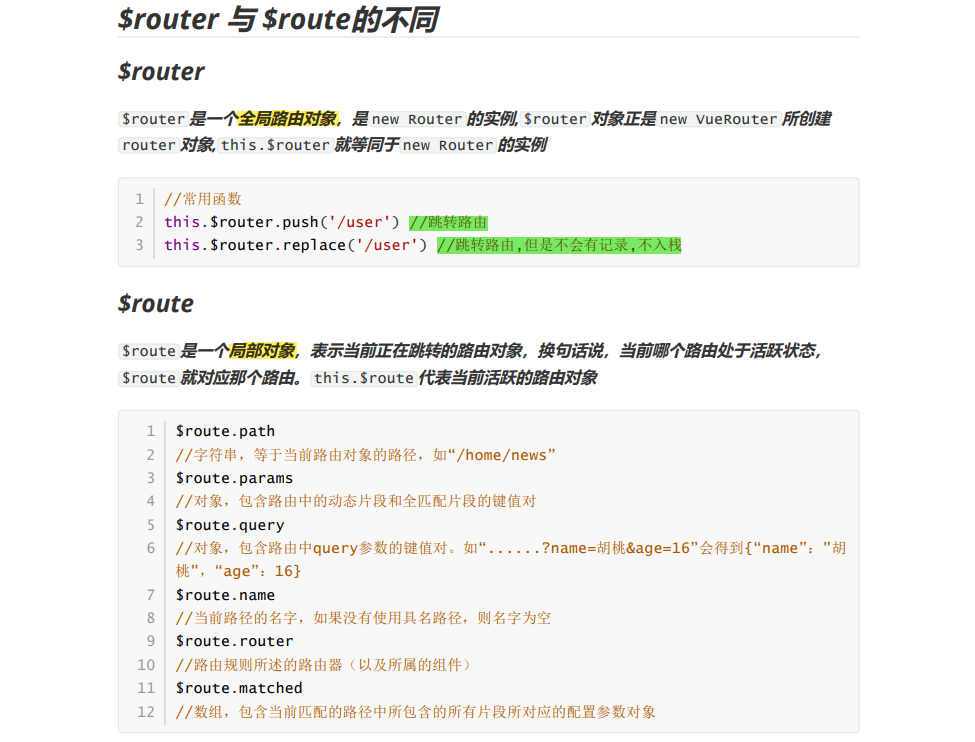 $router 与 $route的不同
$router
$router 是一个全局路由对象，是 new Router 的实例, $router 对象正是 new VueRouter 所创建
router 对象, this.$router 就等同于 new Router 的实例
1 //常用函数
2 this.$router.push('/user') //跳转路由
3 this.$router.replace('/user') //跳转路由,但是不会有记录,不入栈
$route
$route 是一个局部对象，表示当前正在跳转的路由对象，换句话说，当前哪个路由处于活跃状态，
$route 就对应那个路由。 this.$route 代表当前活跃的路由对象
1 $route.path
2 //字符串，等于当前路由对象的路径，如“/home/news”
3 $route.params
4 //对象，包含路由中的动态片段和全匹配片段的键值对
5 $route.query
6 //对象，包含路由中query参数的键值对。如“......?name=胡桃&age=16”会得到{“name”："胡
桃"，“age”：16}
7 $route.name
8 //当前路径的名字，如果没有使用具名路径，则名字为空
9 $route.router
10 //路由规则所述的路由器（以及所属的组件）
11 $route.matched
12 //数组，包含当前匹配的路径中所包含的所有片段所对应的配置参数对象